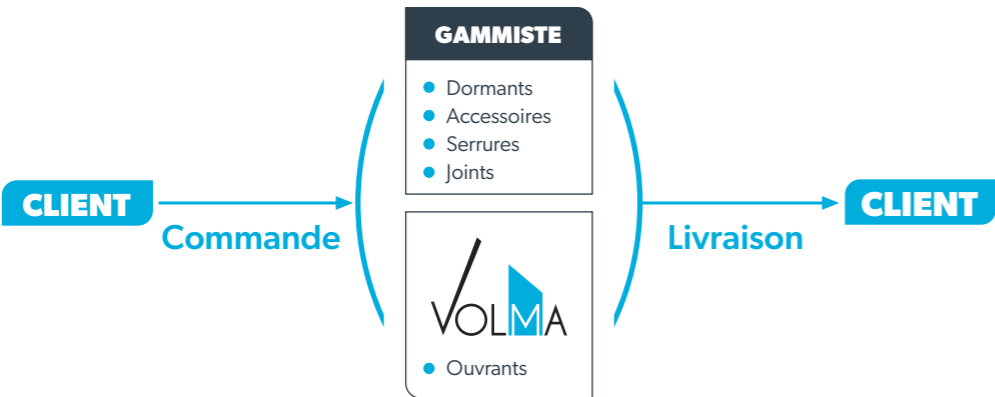 GAMMISTE
Dormants
Accessoires
Serrures
Joints
CLIENT
Commande
Livraison
CLIENT
VOLMA
Ouvrants